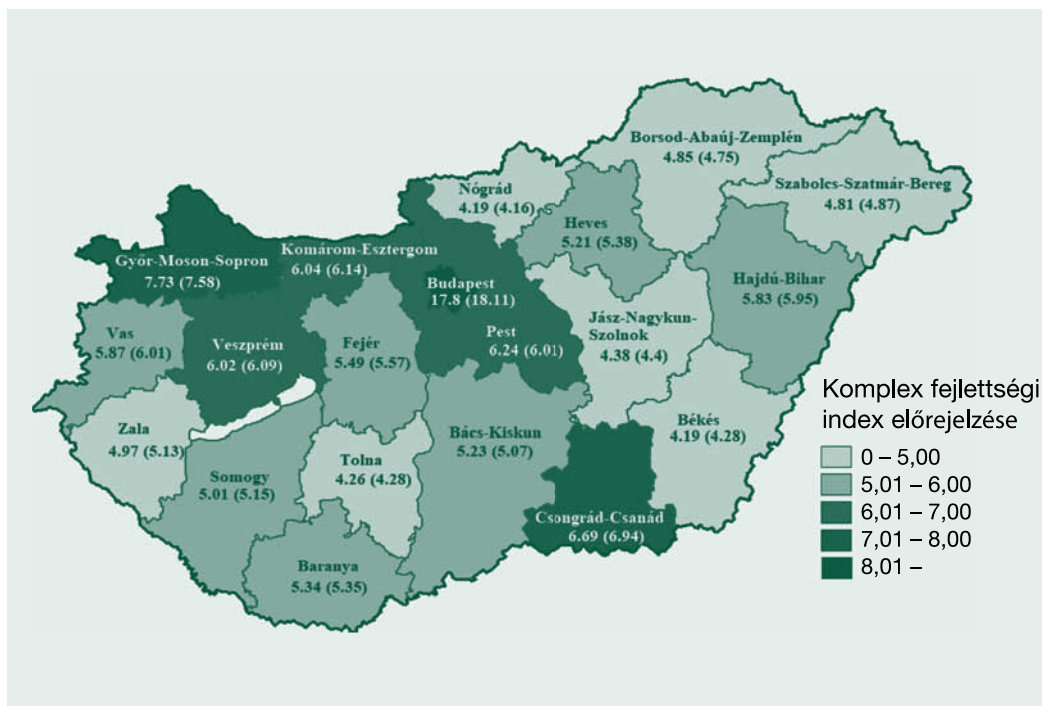 Borsod-Abaúj-Zemplén
4.85 (4.75)
Nógrád
4.19 (4.16)
Szabolcs-Szatmár-Bereg
4.81 (4.87)
Heves
5.21 (5.38)
Komárom-Esztergom
6.04 (6.14)
Győr-Moson-Sopron
7.73 (7.58)
Budapest
17.8 (18.11)
Hajdú-Bihar
5.83 (5.95)
Jász-Nagykun-
Szolnok
4.38 (4.4)
Vas
5.87 (6.01)
Veszprém
6.02 (6.09)
Fejér
5.49 (5.57)
Pest
6.24 (6.01)
Zala
4.97 (5.13)
Somogy
5.01 (5.15)
Tolna
4.26 (4.28)
Bács-Kiskun
5.23 (5.07)
Békés
4.19 (4.28)
Csongrád-Csanád
6.69 (6.94)
Baranya
5.34 (5.35)
Komplex fejlettségi
index előrejelzése
0 – 5,00
5,01 – 6,00
6,01 – 7,00
7,01 – 8,00
8,01 –